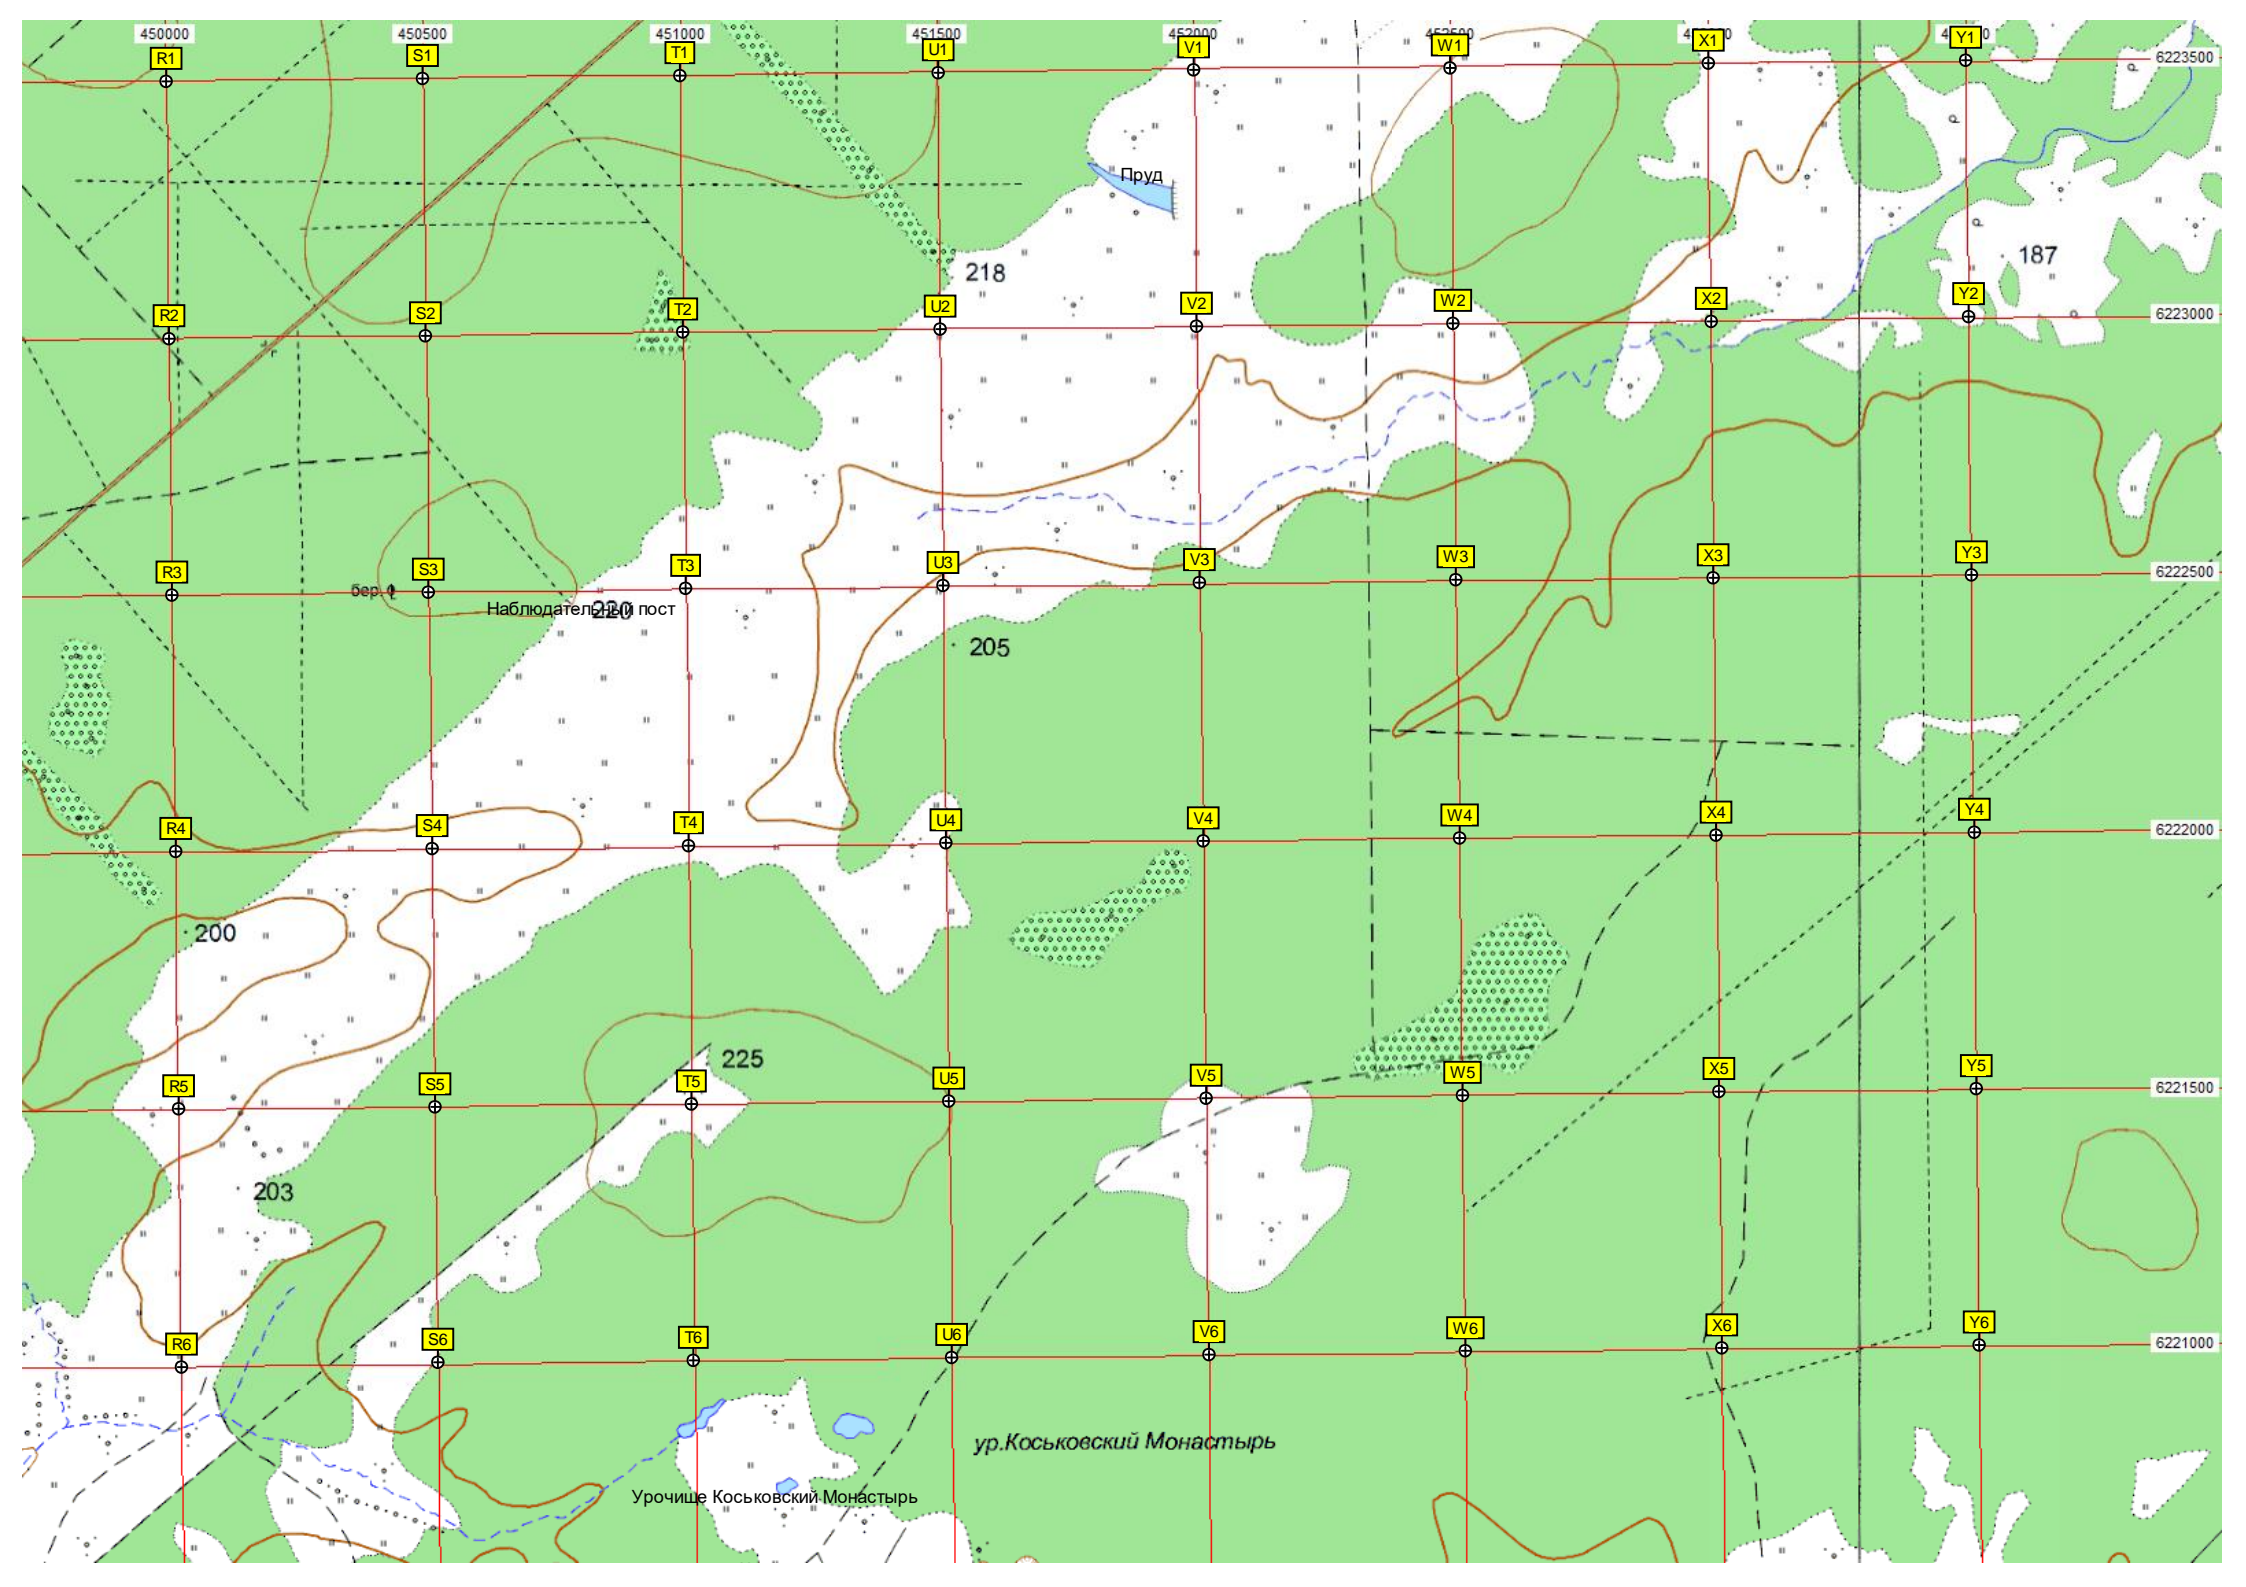 450000 450500 451000 451500 452000
R1 S1 T1 U1 V1 W1 X1 Y1
6223500
Пруд
218
187
R2 S2 T2 U2 V2 W2 X2 Y2
6223000
R3 S3 T3 U3 V3 W3 X3 Y3
6222500
бер.
Наблюдательный пост
220
205
R4 S4 T4 U4 V4 W4 X4 Y4
6222000
200
225
R5 S5 T5 U5 V5 W5 X5 Y5
6221500
203
R6 S6 T6 U6 V6 W6 X6 Y6
6221000
ур.Коськовский Монастырь
Урочище Коськовский Монастырь